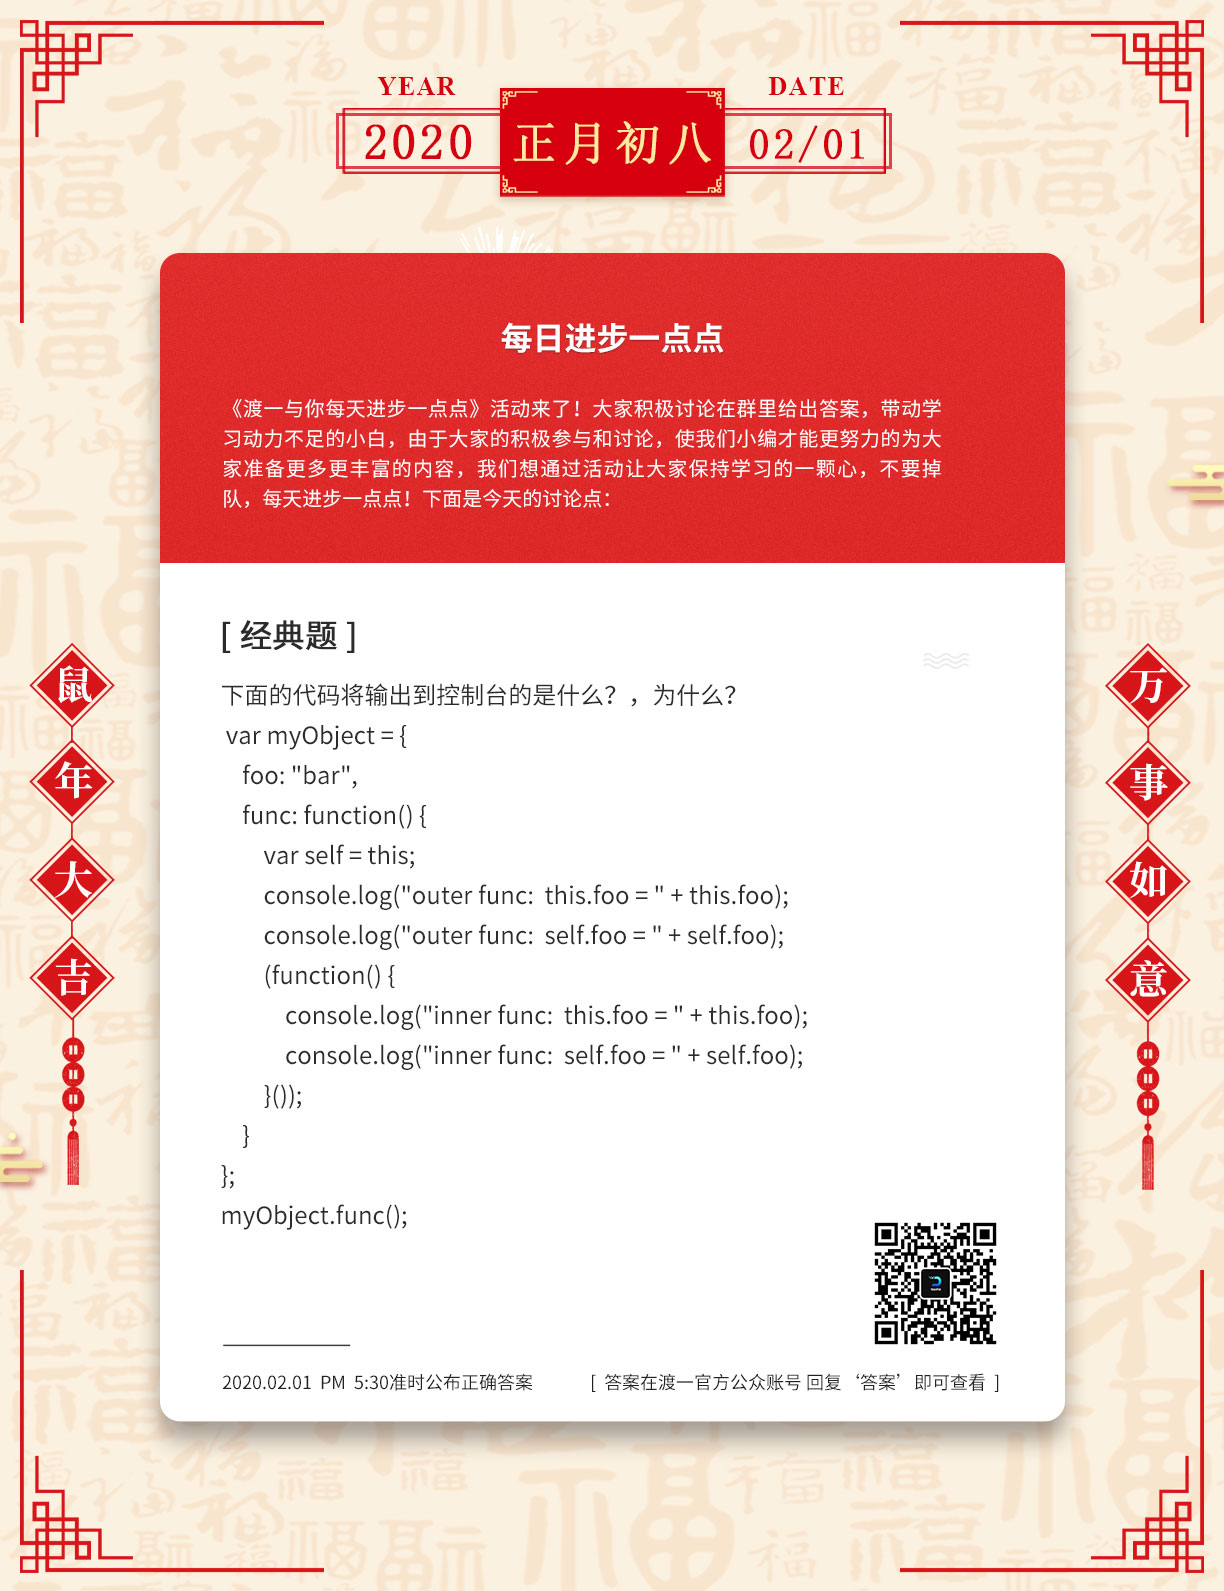 YEAR
DATE
2020
正月初八
02/01
每日进步一点点
《渡一与你每天进步一点点》活动来了！大家积极讨论在群里给出答案，带动学
习动力不足的小白，由于大家的积极参与和讨论，使我们小编才能更努力的为大
家准备更多更丰富的内容，我们想通过活动让大家保持学习的一颗心，不要掉
队，每天进步一点点！下面是今天的讨论点：
[ 经典题 ]
下面的代码将输出到控制台的是什么？，为什么？
var myObject = {
foo: "bar",
func: function() {
var self = this;
console.log("outer func:  this.foo = " + this.foo);
console.log("outer func:  self.foo = " + self.foo);
(function() {
console.log("inner func:  this.foo = " + this.foo);
console.log("inner func:  self.foo = " + self.foo);
}());
}
};
myObject.func();
2020.02.01 PM 5:30准时公布正确答案
[ 答案在渡一官方公众账号 回复‘答案’即可查看 ]
鼠年大吉
万事如意